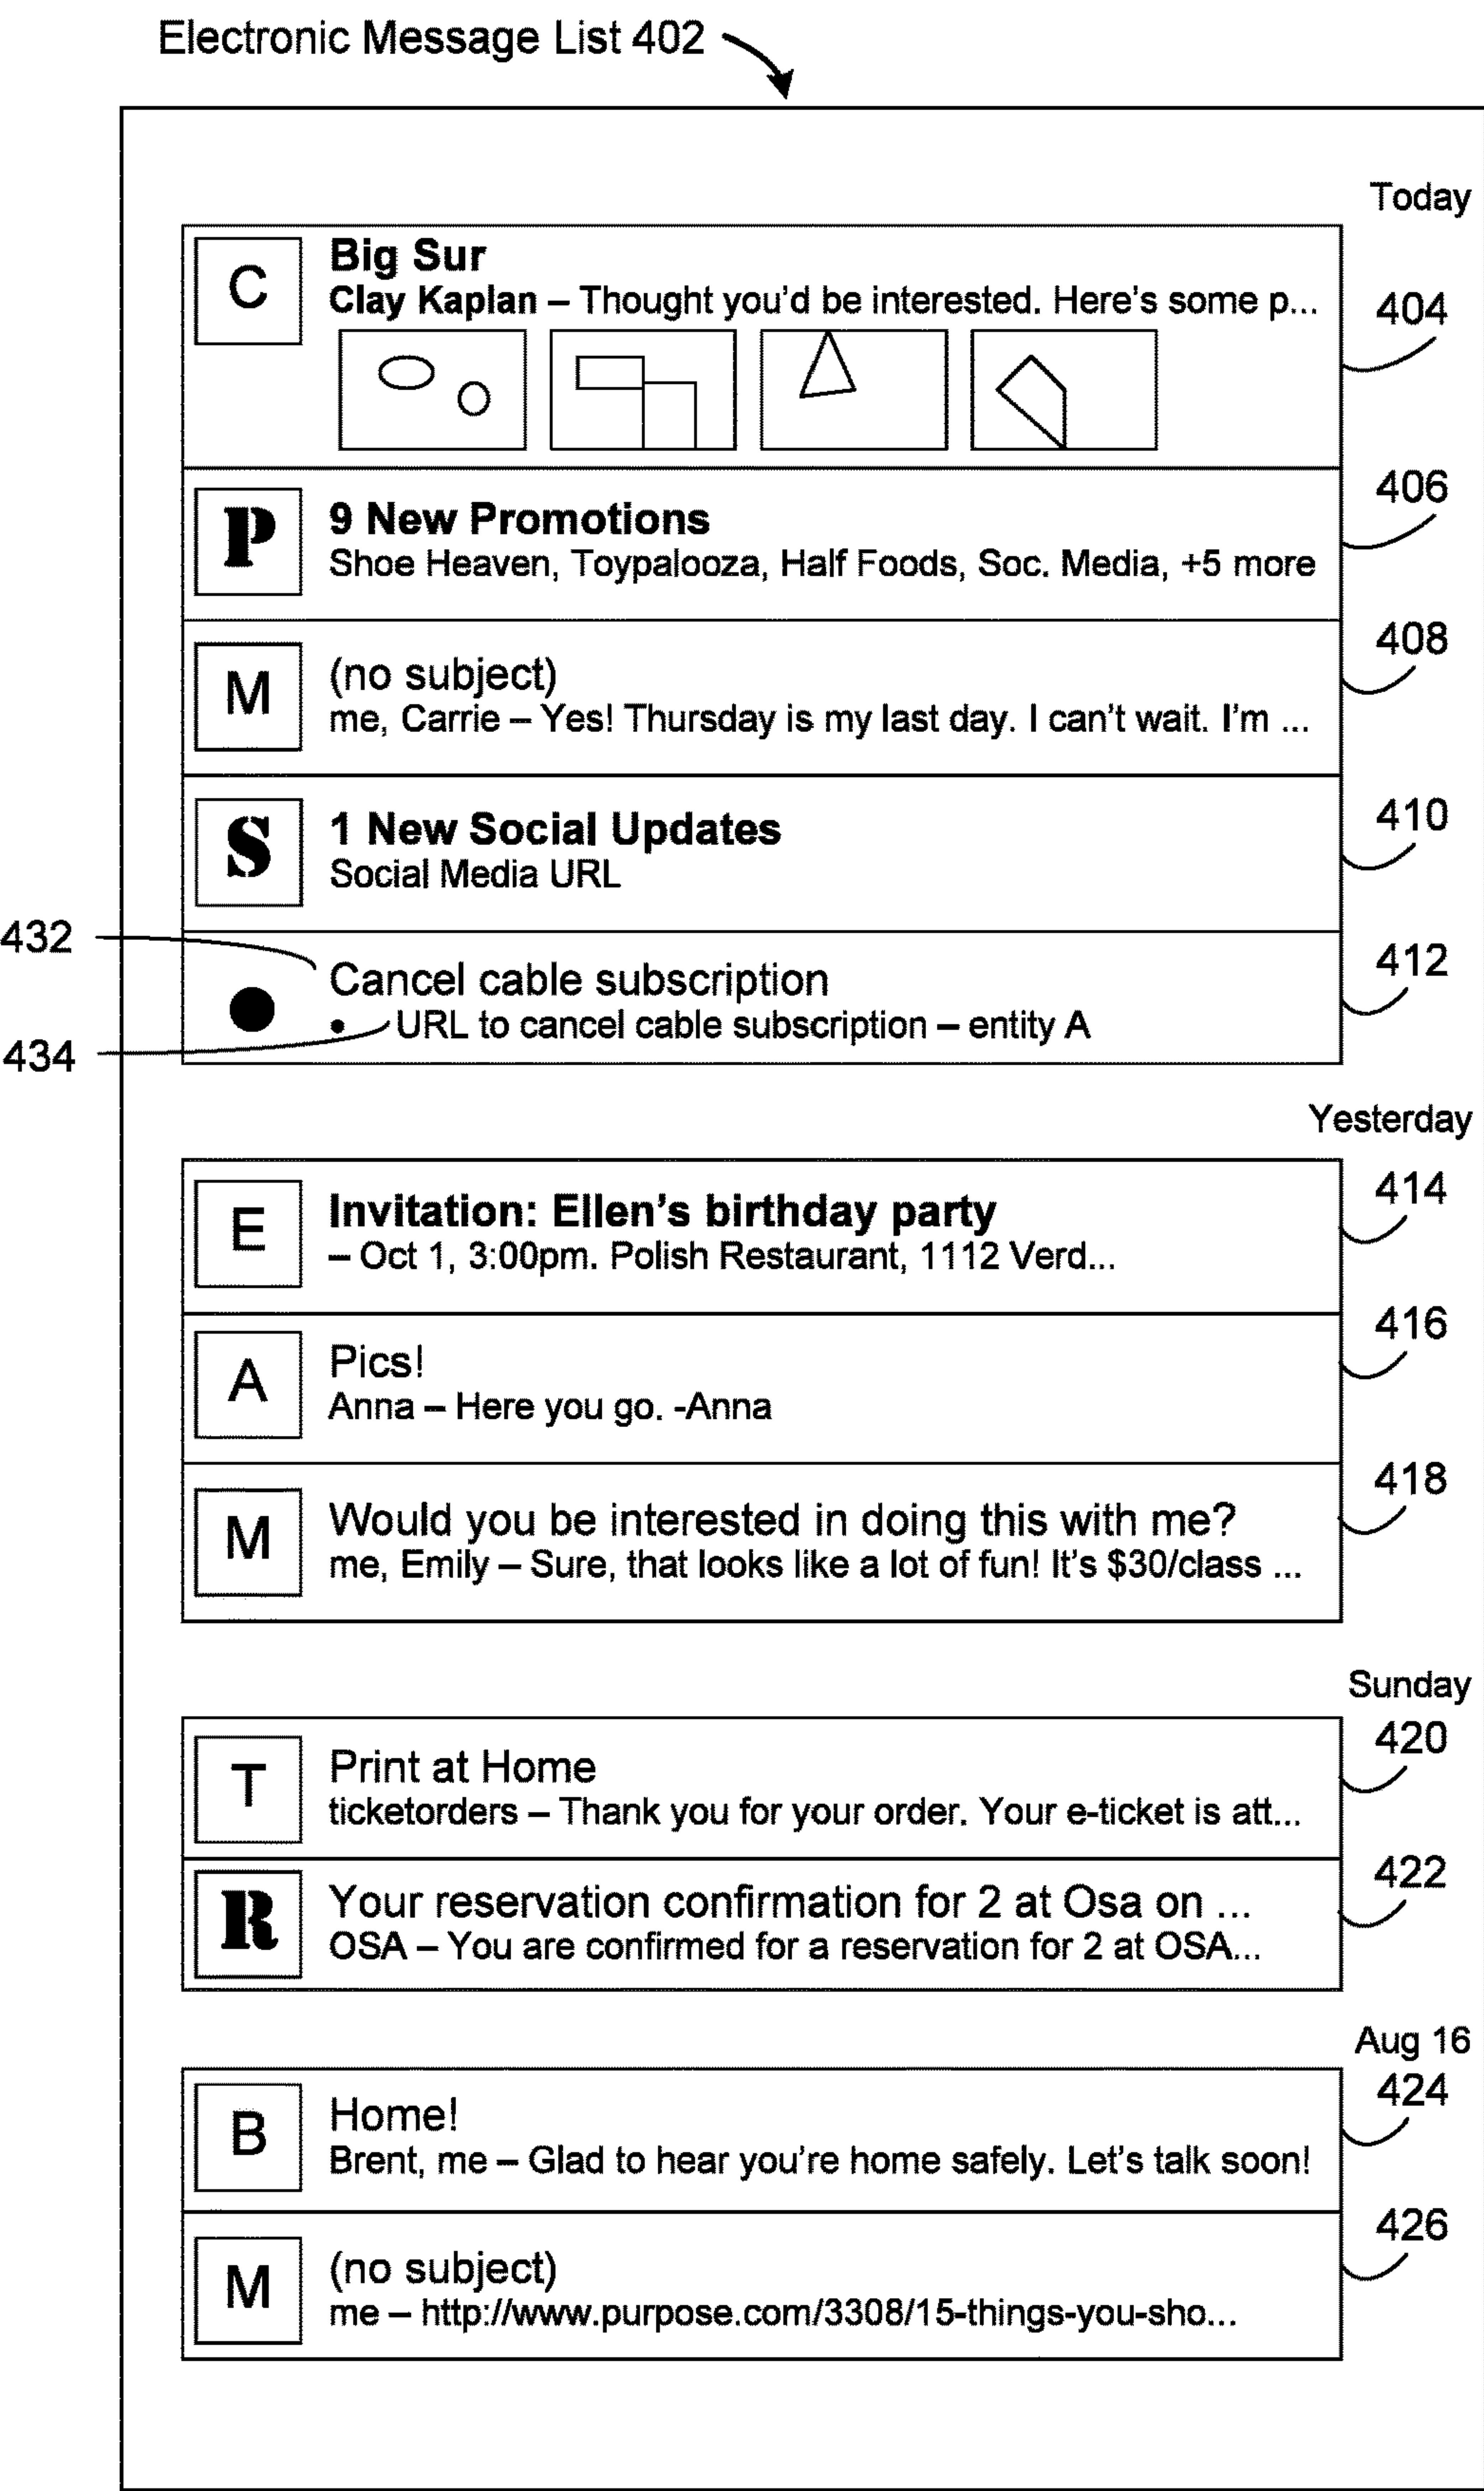 Electronic Message List 402
Today
C
Big Sur
Clay Kaplan – Thought you'd be interested. Here's some p...
404
P
9 New Promotions
Shoe Heaven, Toypalooza, Half Foods, Soc. Media, +5 more
406
M
(no subject)
me, Carrie – Yes! Thursday is my last day. I can't wait. I'm ...
408
S
1 New Social Updates
Social Media URL
410
432
Cancel cable subscription
412
• URL to cancel cable subscription – entity A
434
Yesterday
E
Invitation: Ellen's birthday party
– Oct 1, 3:00pm. Polish Restaurant, 1112 Verd...
414
A
Pics!
Anna – Here you go. -Anna
416
M
Would you be interested in doing this with me?
me, Emily – Sure, that looks like a lot of fun! It's $30/class ...
418
Sunday
T
Print at Home
ticketorders – Thank you for your order. Your e-ticket is att...
420
R
Your reservation confirmation for 2 at Osa on ...
OSA – You are confirmed for a reservation for 2 at OSA...
422
Aug 16
B
Home!
Brent, me – Glad to hear you're home safely. Let's talk soon!
424
M
(no subject)
me – http://www.purpose.com/3308/15-things-you-sho...
426